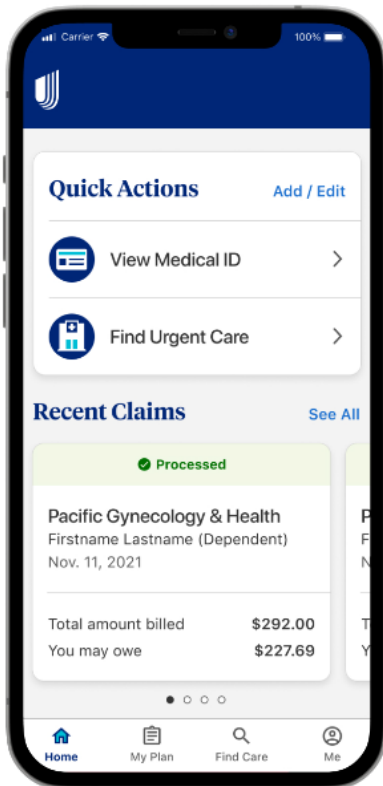 Carrier 100%
Quick Actions Add / Edit
View Medical ID
Find Urgent Care
Recent Claims See All
Processed
Pacific Gynecology & Health
Firstname Lastname (Dependent)
Nov. 11, 2021
Total amount billed $292.00
You may owe $227.69
Home My Plan Find Care Me